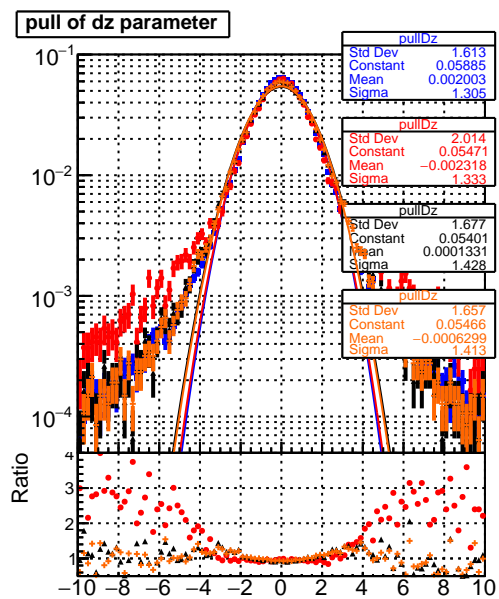 pull of dz parameter
pullDz
Std Dev 1.613
Constant 0.05885
Mean 0.002003
Sigma 1.305
pullDz
Std Dev 2.014
Constant 0.05471
Mean −0.002318
Sigma 1.333
pullDz
Std Dev 1.677
Constant 0.05401
Mean 0.0001331
Sigma 1.428
pullDz
Std Dev 1.657
Constant 0.05466
Mean −0.0006299
Sigma 1.413
10⁻¹
10⁻²
10⁻³
10⁻⁴
Ratio
4
3
2
1
−10 −8 −6 −4 −2 0 2 4 6 8 10